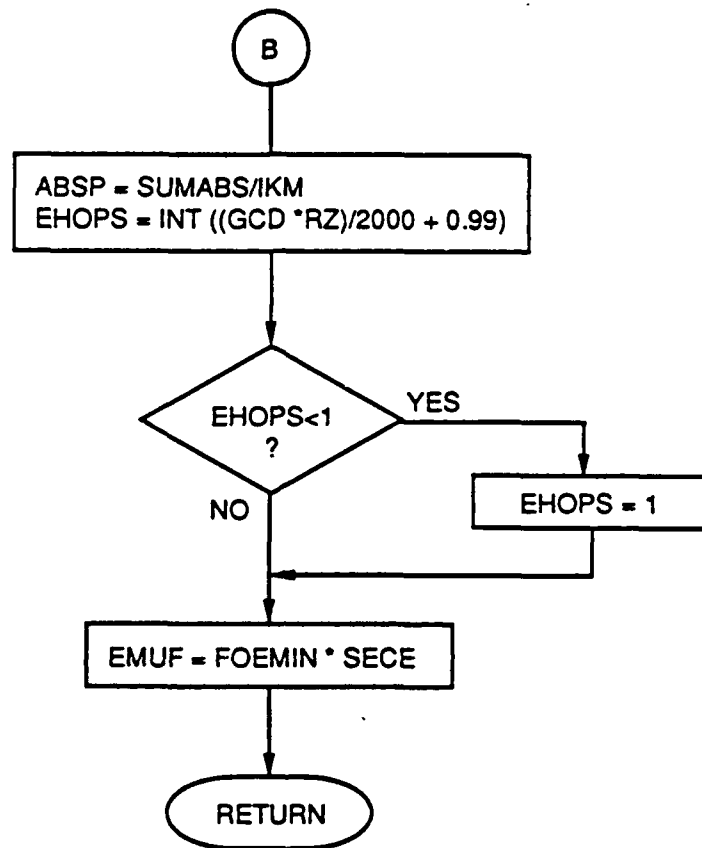 B
ABSP = SUMABS/IKM
EHOPS = INT ((GCD *RZ)/2000 + 0.99)
EHOPS<1
?
YES
NO
EHOPS = 1
EMUF = FOEMIN * SECE
RETURN